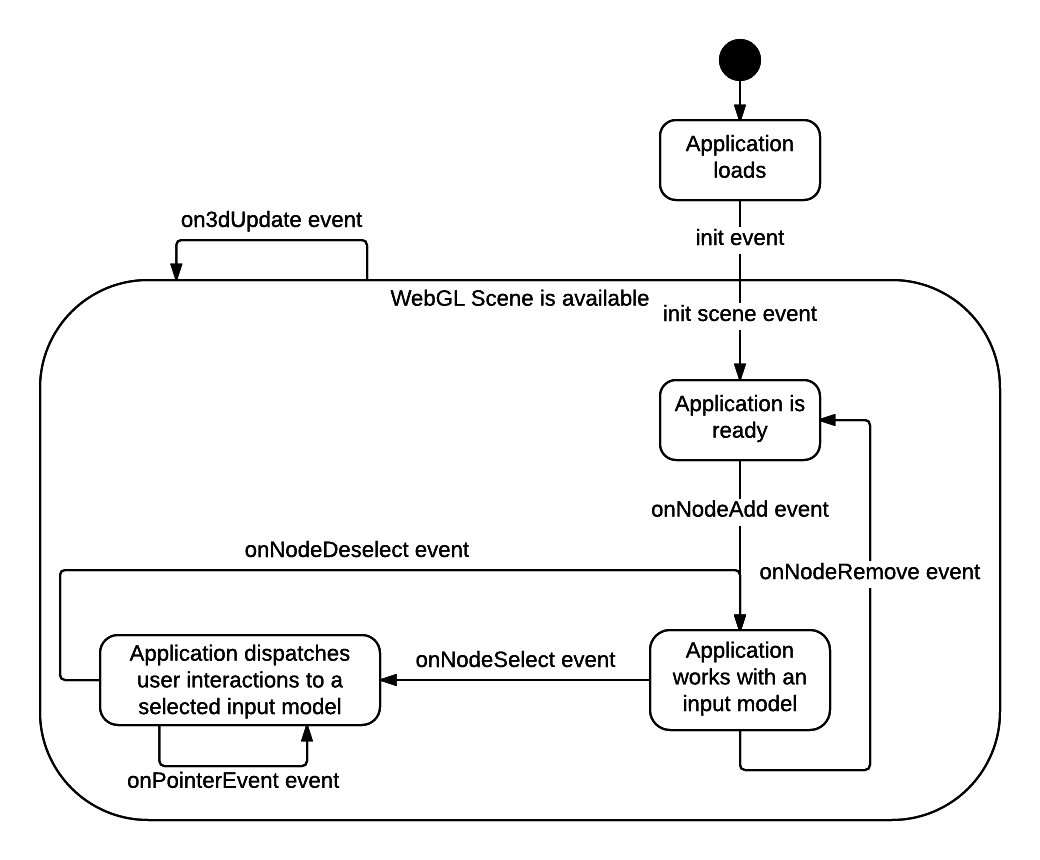 Application
loads
init event
on3dUpdate event
WebGL Scene is available
init scene event
Application is
ready
onNodeAdd event
onNodeDeselect event
onNodeRemove event
Application dispatches
user interactions to a
selected input model
onNodeSelect event
Application
works with an
input model
onPointerEvent event